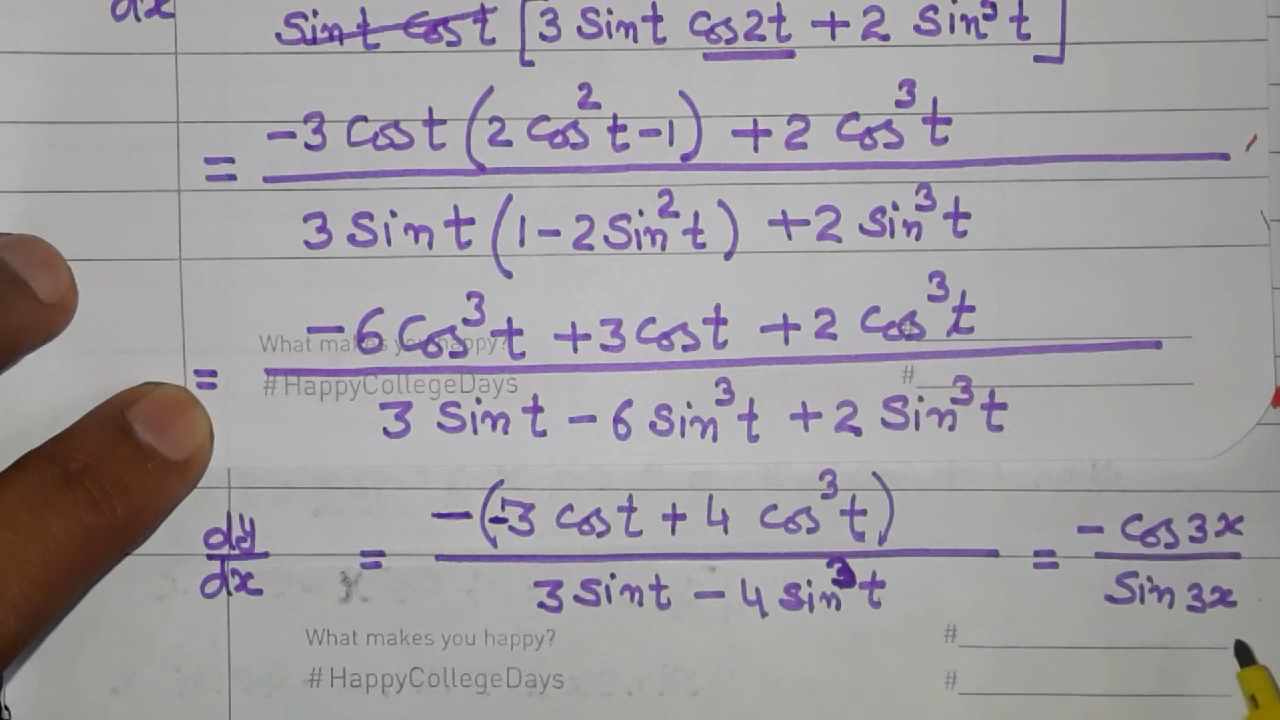 dx
Sint Cost [3 Sint Cos2t + 2 Sin³t]
= -3 Cost (2 Cos²t-1) + 2 Cos³t
3 Sint (1-2Sin²t) +2 Sin³t
-6 Cos³t +3 Cost +2 Cos³t
What makes you happy?
=
#HappyCollegeDays #
3 Sint - 6 Sin³t +2 Sin³t
dy/dx = -(-3 Cost + 4 Cos³t) / 3 Sint - 4 Sin³t = -Cos3x / Sin3x
What makes you happy? #
#HappyCollegeDays #